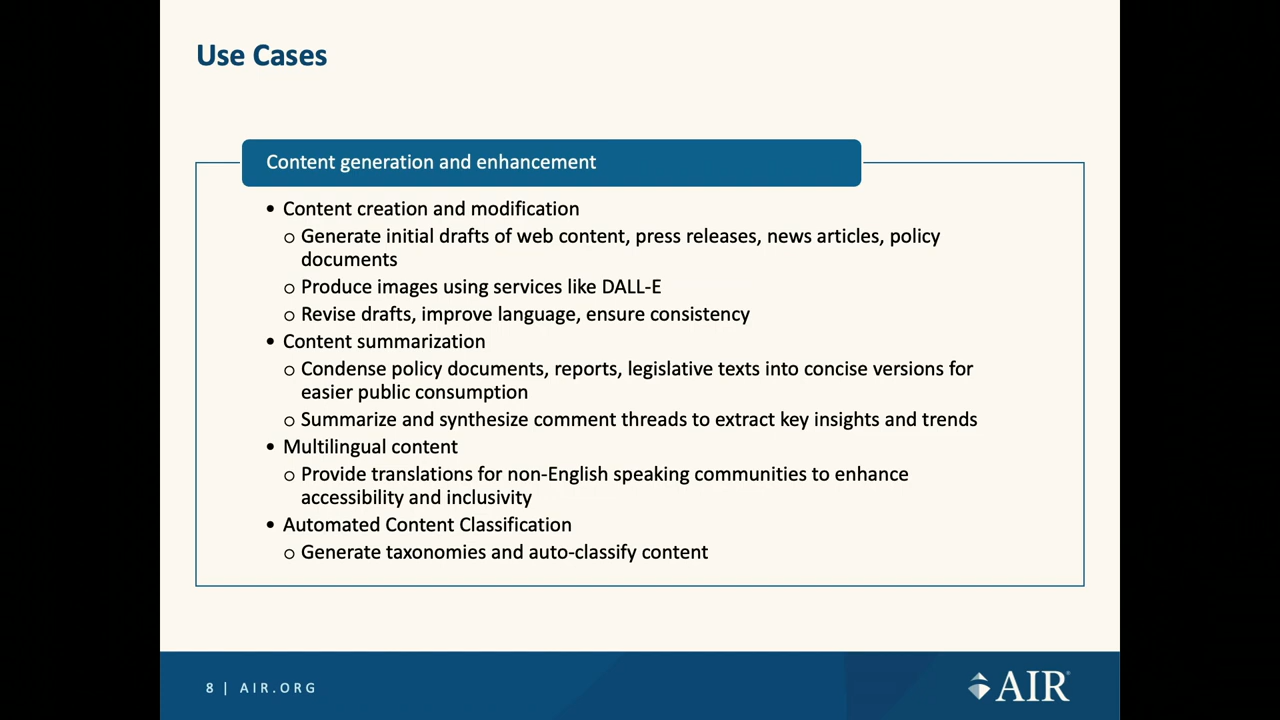 Use Cases
Content generation and enhancement
• Content creation and modification
o Generate initial drafts of web content, press releases, news articles, policy
documents
o Produce images using services like DALL-E
o Revise drafts, improve language, ensure consistency
• Content summarization
o Condense policy documents, reports, legislative texts into concise versions for
easier public consumption
o Summarize and synthesize comment threads to extract key insights and trends
• Multilingual content
o Provide translations for non-English speaking communities to enhance
accessibility and inclusivity
• Automated Content Classification
o Generate taxonomies and auto-classify content
8 | AIR.ORG
AIR®